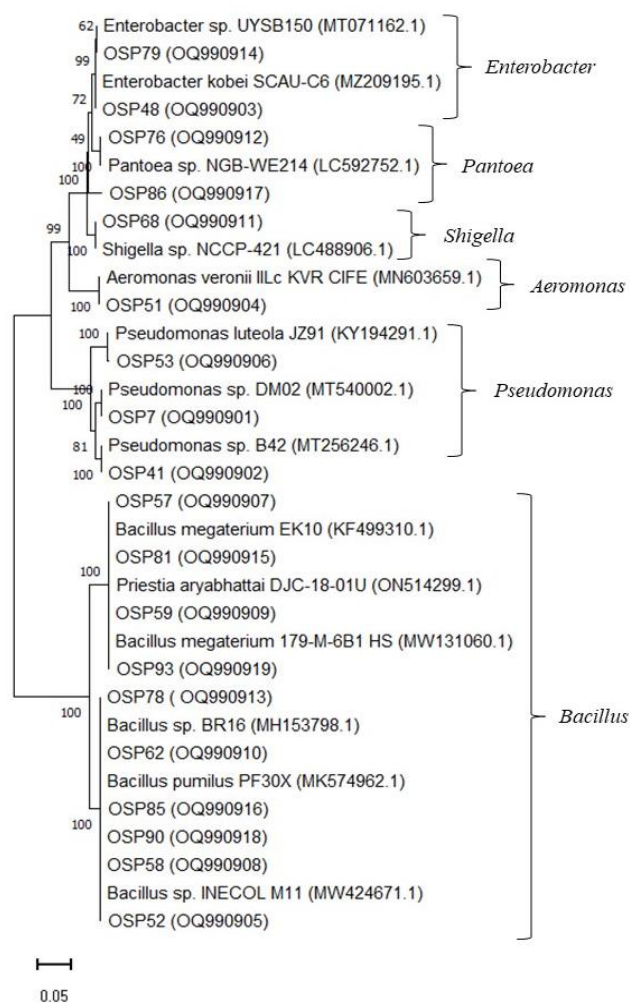 62
Enterobacter sp. UYSB150 (MT071162.1)
OSP79 (OQ990914)
99
Enterobacter kobei SCAU-C6 (MZ209195.1)
Enterobacter
72
OSP48 (OQ990903)
49
OSP76 (OQ990912)
100
Pantoea sp. NGB-WE214 (LC592752.1)
Pantoea
100
OSP86 (OQ990917)
OSP68 (OQ990911)
Shigella
99
100
Shigella sp. NCCP-421 (LC488906.1)
Aeromonas veronii IILc KVR CIFE (MN603659.1)
Aeromonas
100
OSP51 (OQ990904)
100
Pseudomonas luteola JZ91 (KY194291.1)
OSP53 (OQ990906)
100
Pseudomonas sp. DM02 (MT540002.1)
Pseudomonas
100
OSP7 (OQ990901)
81
Pseudomonas sp. B42 (MT256246.1)
100
OSP41 (OQ990902)
OSP57 (OQ990907)
Bacillus megaterium EK10 (KF499310.1)
OSP81 (OQ990915)
100
Priestia aryabhattai DJC-18-01U (ON514299.1)
OSP59 (OQ990909)
Bacillus megaterium 179-M-6B1 HS (MW131060.1)
OSP93 (OQ990919)
100
OSP78 ( OQ990913)
Bacillus
Bacillus sp. BR16 (MH153798.1)
OSP62 (OQ990910)
Bacillus pumilus PF30X (MK574962.1)
OSP85 (OQ990916)
100
OSP90 (OQ990918)
OSP58 (OQ990908)
Bacillus sp. INECOL M11 (MW424671.1)
OSP52 (OQ990905)
0.05